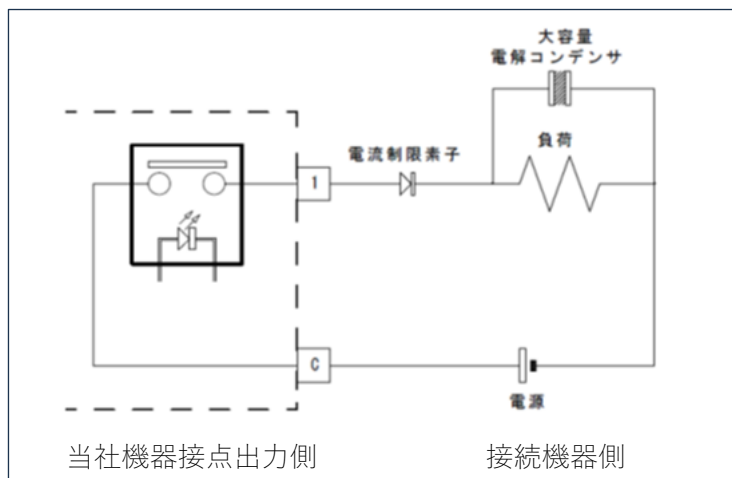 大容量
電解コンデンサ
負荷
電流制限素子
1
C
電源
当社機器接点出力側
接続機器側